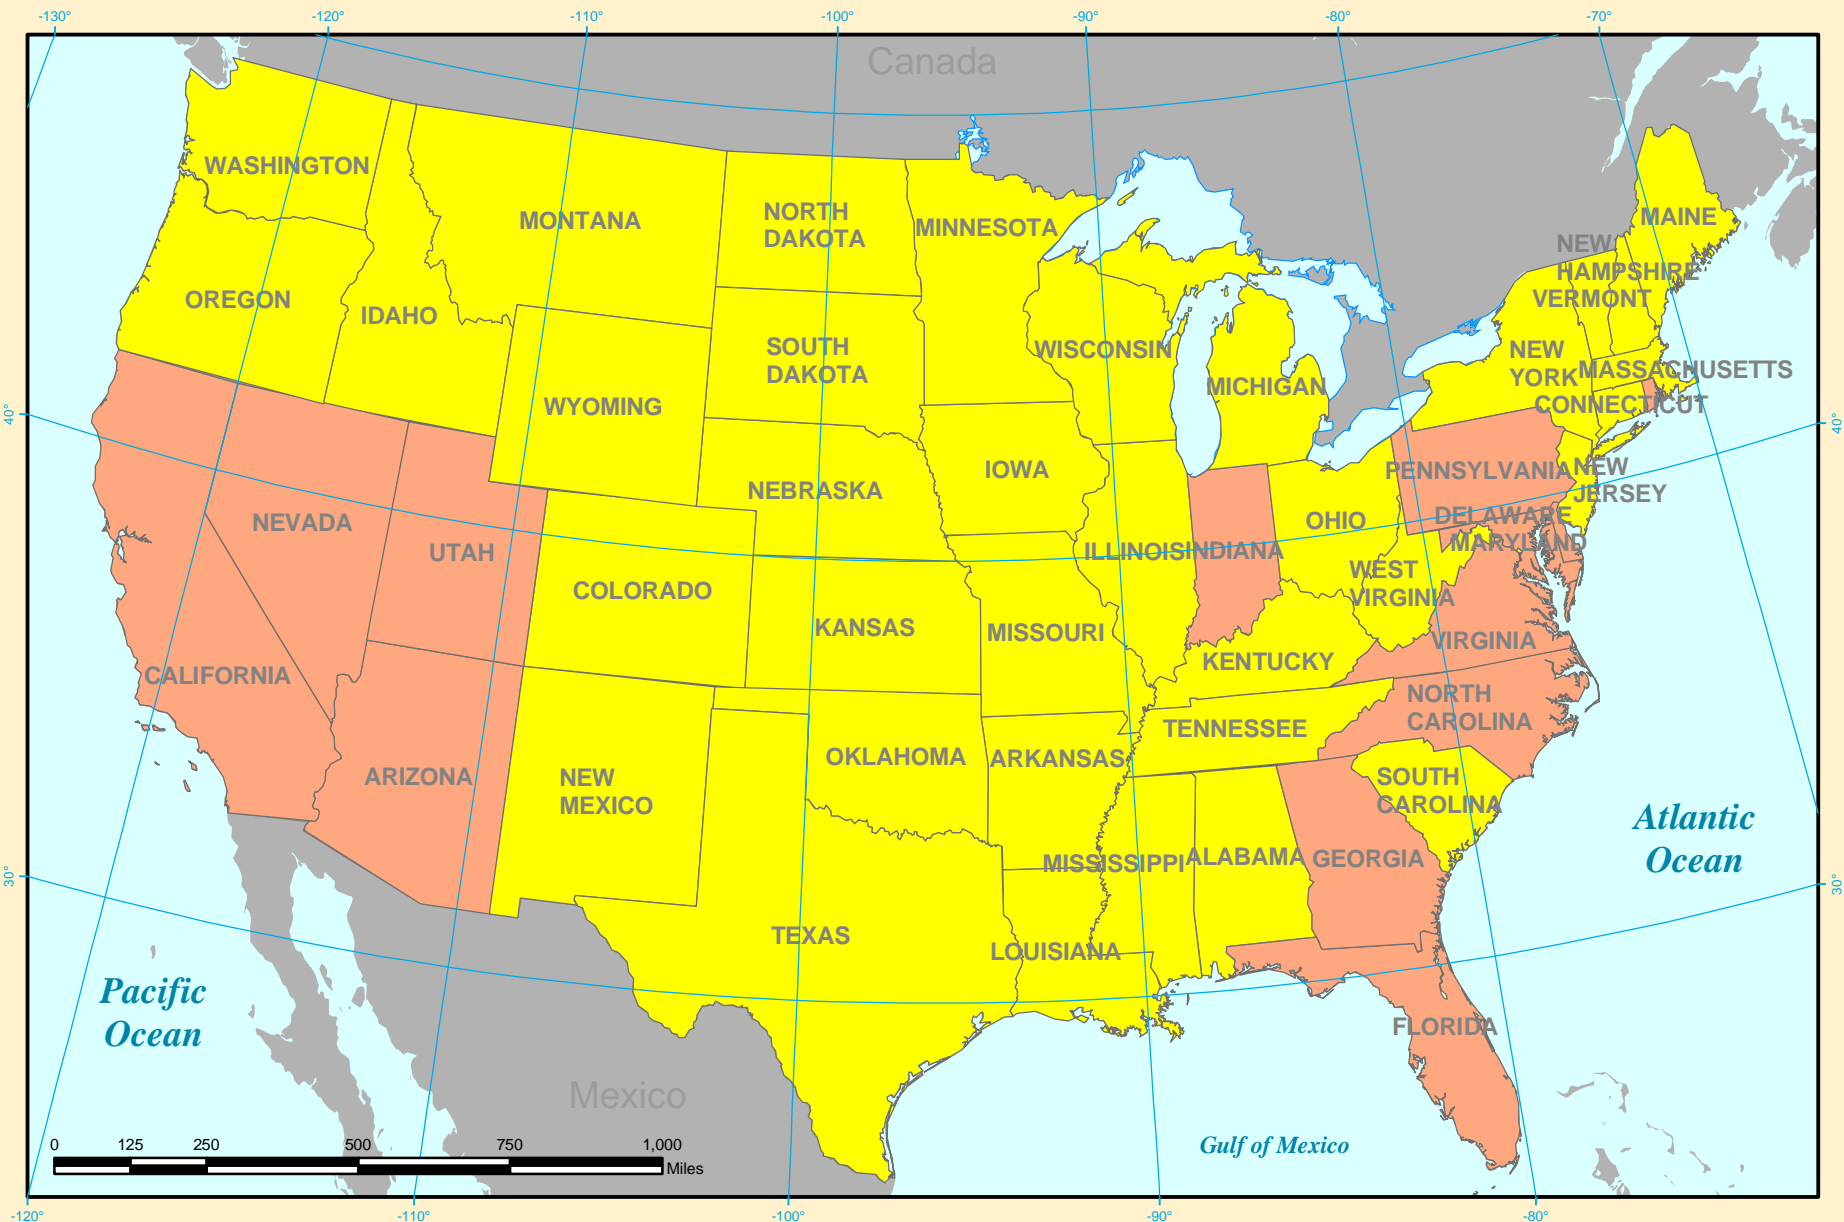 -130°
-120°
-110°
-100°
-90°
-80°
-70°
Canada
WASHINGTON
MONTANA
NORTH
DAKOTA
MINNESOTA
MAINE
NEW
HAMPSHIRE
VERMONT
OREGON
IDAHO
SOUTH
DAKOTA
WISCONSIN
MICHIGAN
NEW
YORK
MASSACHUSETTS
CONNECTICUT
WYOMING
40°
40°
IOWA
NEBRASKA
PENNSYLVANIA
NEW
JERSEY
OHIO
DELAWARE
MARYLAND
NEVADA
UTAH
COLORADO
ILLINOIS
INDIANA
WEST
VIRGINIA
KANSAS
MISSOURI
VIRGINIA
KENTUCKY
CALIFORNIA
NORTH
CAROLINA
TENNESSEE
ARIZONA
NEW
MEXICO
OKLAHOMA
ARKANSAS
SOUTH
CAROLINA
Atlantic
Ocean
MISSISSIPPI
ALABAMA
GEORGIA
30°
30°
TEXAS
LOUISIANA
Pacific
Ocean
FLORIDA
Mexico
Gulf of Mexico
0 125 250 500 750 1,000
Miles
-120°
-110°
-100°
-90°
-80°